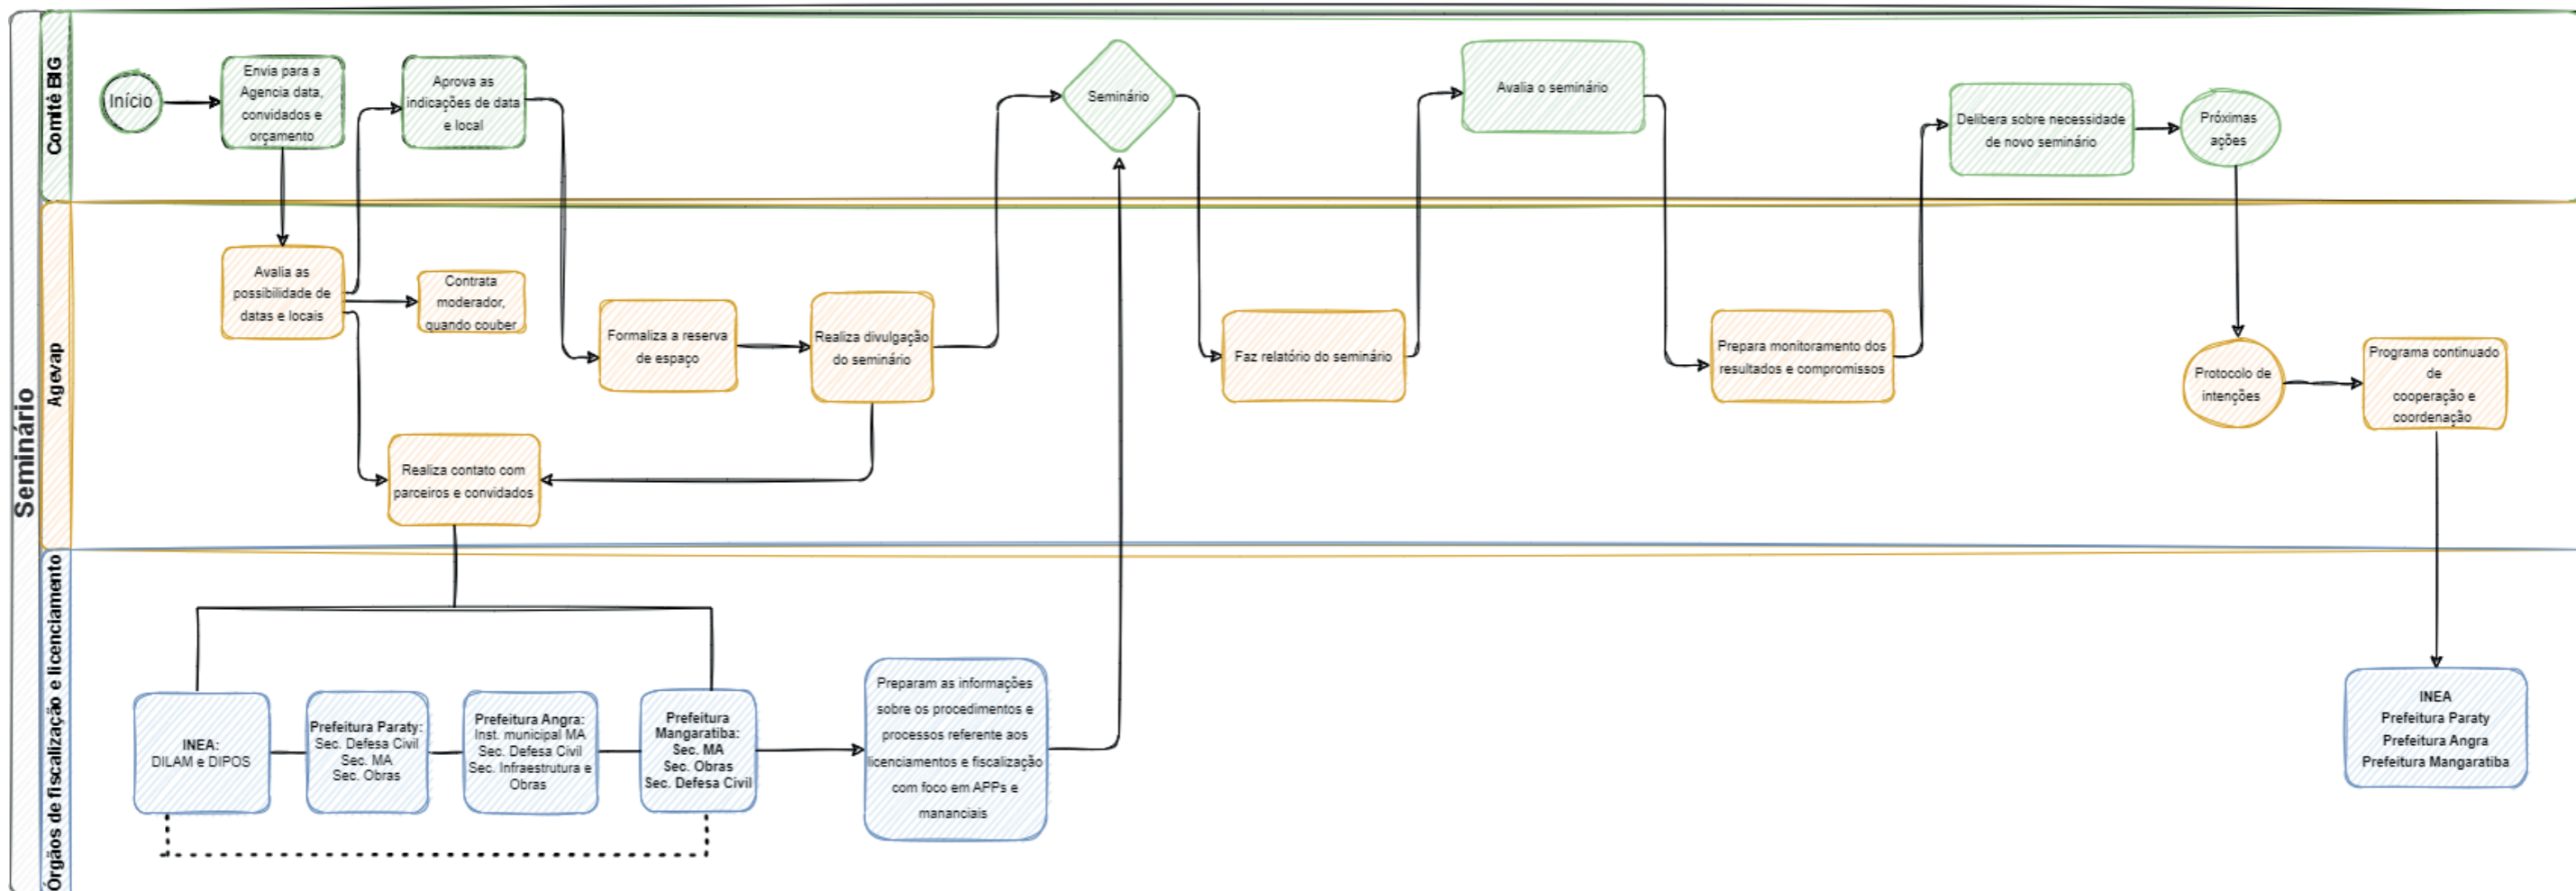 Seminário
Comitê BIG
Início
Envia para a
Agencia data,
convidados e
orçamento
Aprova as
indicações de data
e local
Seminário
Avalia o seminário
Delibera sobre necessidade
de novo seminário
Próximas
ações
Agevap
Avalia as
possibilidade de
datas e locais
Contrata
moderador,
quando couber
Formaliza a reserva
de espaço
Realiza divulgação
do seminário
Realiza contato com
parceiros e convidados
Faz relatório do seminário
Prepara monitoramento dos
resultados e compromissos
Protocolo de
intenções
Programa continuado
de
cooperação e
coordenação
Órgãos de fiscalização e licenciamento
INEA:
DILAM e DIPOS
Prefeitura Paraty:
Sec. Defesa Civil
Sec. MA
Sec. Obras
Prefeitura Angra:
Inst. municipal MA
Sec. Defesa Civil
Sec. Infraestrutura e
Obras
Prefeitura
Mangaratiba:
Sec. MA
Sec. Obras
Sec. Defesa Civil
Preparam as informações
sobre os procedimentos e
processos referente aos
licenciamentos e fiscalização
com foco em APPs e
mananciais
INEA
Prefeitura Paraty
Prefeitura Angra
Prefeitura Mangaratiba